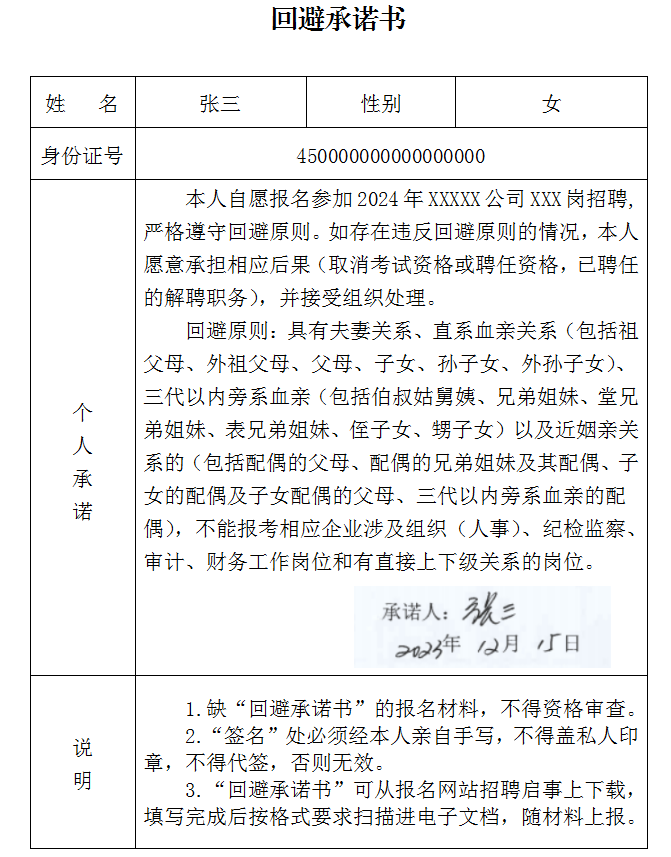 回避承诺书
姓 名 张三 性别 女
身份证号 450000000000000000
个人承诺
本人自愿报名参加 2024 年 XXXXX 公司 XXX 岗招聘,
严格遵守回避原则。如存在违反回避原则的情况，本人
愿意承担相应后果（取消考试资格或聘任资格，已聘任
的解聘职务），并接受组织处理。
回避原则：具有夫妻关系、直系血亲关系（包括祖
父母、外祖父母、父母、子女、孙子女、外孙子女）、
三代以内旁系血亲（包括伯叔姑舅姨、兄弟姐妹、堂兄
弟姐妹、表兄弟姐妹、侄子女、甥子女）以及近姻亲关
系的（包括配偶的父母、配偶的兄弟姐妹及其配偶、子
女的配偶及子女配偶的父母、三代以内旁系血亲的配
偶），不能报考相应企业涉及组织（人事）、纪检监察、
审计、财务工作岗位和有直接上下级关系的岗位。
承诺人：张三
2023年 12月 15日
说明
1.缺“回避承诺书”的报名材料，不得资格审查。
2.“签名”处必须经本人亲自手写，不得盖私人印
章，不得代签，否则无效。
3.“回避承诺书”可从报名网站招聘启事上下载，
填写完成后按格式要求扫描进电子文档，随材料上报。